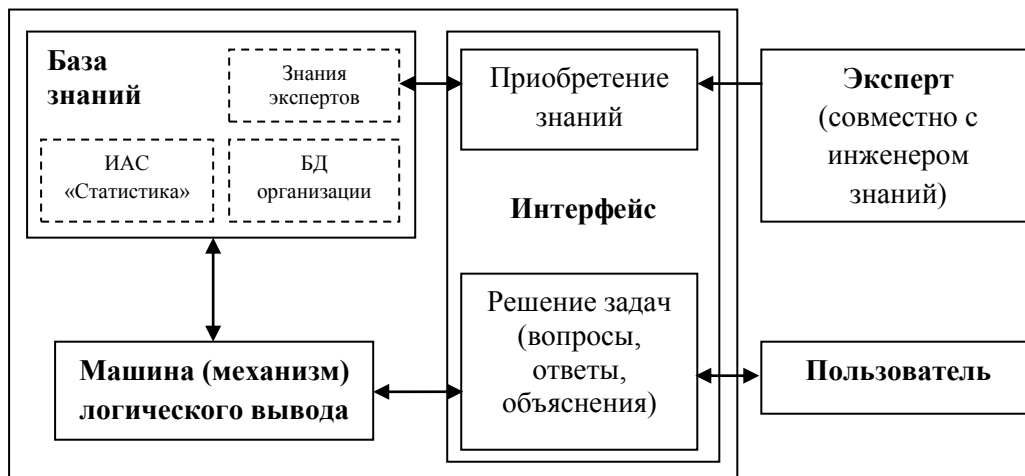 База
знаний
Знания
экспертов
ИАС
«Статистика»
БД
организации
Приобретение
знаний
Интерфейс
Решение задач
(вопросы,
ответы,
объяснения)
Эксперт
(совместно с
инженером
знаний)
Машина (механизм)
логического вывода
Пользователь